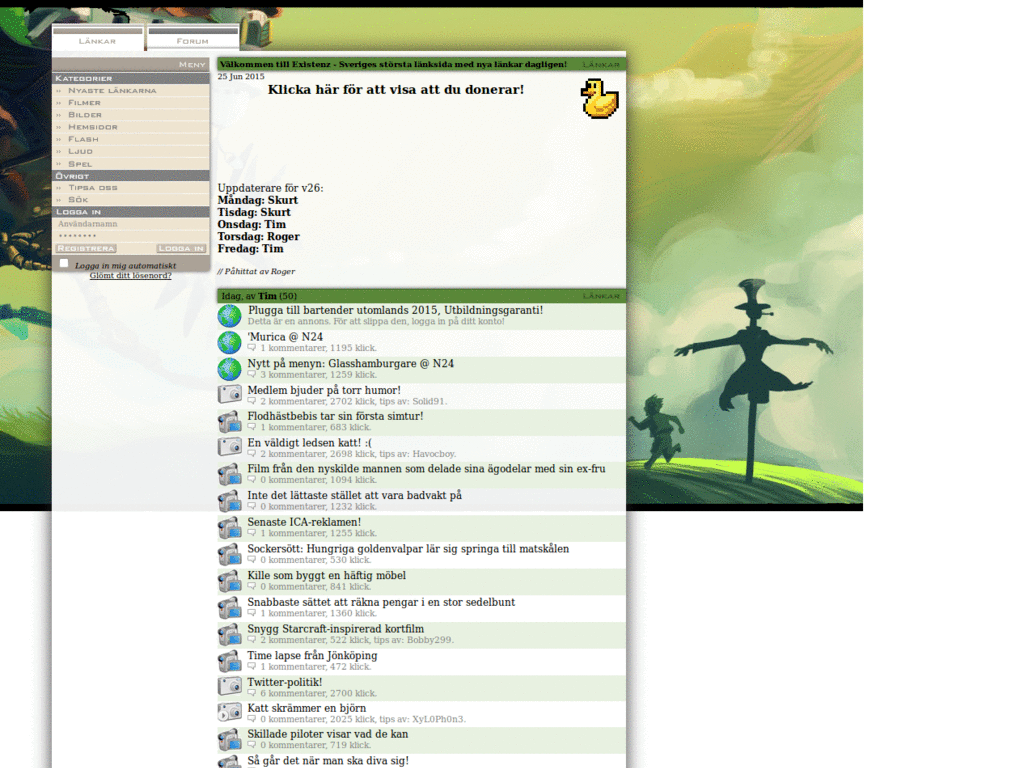 Länkar
Forum
Meny
Kategorier
›› Nyaste länkarna
›› Filmer
›› Bilder
›› Hemsidor
›› Flash
›› Ljud
›› Spel
Övrigt
›› Tipsa oss
›› Sök
Logga in
Användarnamn
••••••••
Registrera
Logga in
Logga in mig automatiskt
Glömt ditt lösenord?
Välkommen till Existenz - Sveriges största länksida med nya länkar dagligen!
Länkar
25 Jun 2015
Klicka här för att visa att du donerar!
Uppdaterare för v26:
Måndag: Skurt
Tisdag: Skurt
Onsdag: Tim
Torsdag: Roger
Fredag: Tim
// Påhittat av Roger
Idag, av Tim (50)
Länkar
Plugga till bartender utomlands 2015, Utbildningsgaranti!
Detta är en annons. För att slippa den, logga in på ditt konto!
'Murica @ N24
1 kommentarer, 1195 klick.
Nytt på menyn: Glasshamburgare @ N24
3 kommentarer, 1259 klick.
Medlem bjuder på torr humor!
2 kommentarer, 2702 klick, tips av: Solid91.
Flodhästbebis tar sin första simtur!
1 kommentarer, 683 klick.
En väldigt ledsen katt! :(
2 kommentarer, 2698 klick, tips av: Havocboy.
Film från den nyskilde mannen som delade sina ägodelar med sin ex-fru
0 kommentarer, 1094 klick.
Inte det lättaste stället att vara badvakt på
0 kommentarer, 1232 klick.
Senaste ICA-reklamen!
1 kommentarer, 1255 klick.
Sockersött: Hungriga goldenvalpar lär sig springa till matskålen
0 kommentarer, 530 klick.
Kille som byggt en häftig möbel
0 kommentarer, 841 klick.
Snabbaste sättet att räkna pengar i en stor sedelbunt
1 kommentarer, 1360 klick.
Snygg Starcraft-inspirerad kortfilm
2 kommentarer, 522 klick, tips av: Bobby299.
Time lapse från Jönköping
1 kommentarer, 472 klick.
Twitter-politik!
6 kommentarer, 2700 klick.
Katt skrämmer en björn
0 kommentarer, 2025 klick, tips av: XyL0Ph0n3.
Skillade piloter visar vad de kan
0 kommentarer, 719 klick.
Så går det när man ska diva sig!